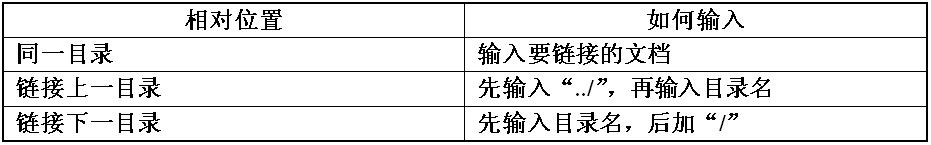 相对位置 如何输入
同一目录 输入要链接的文档
链接上一目录 先输入“../”，再输入目录名
链接下一目录 先输入目录名，后加“/”